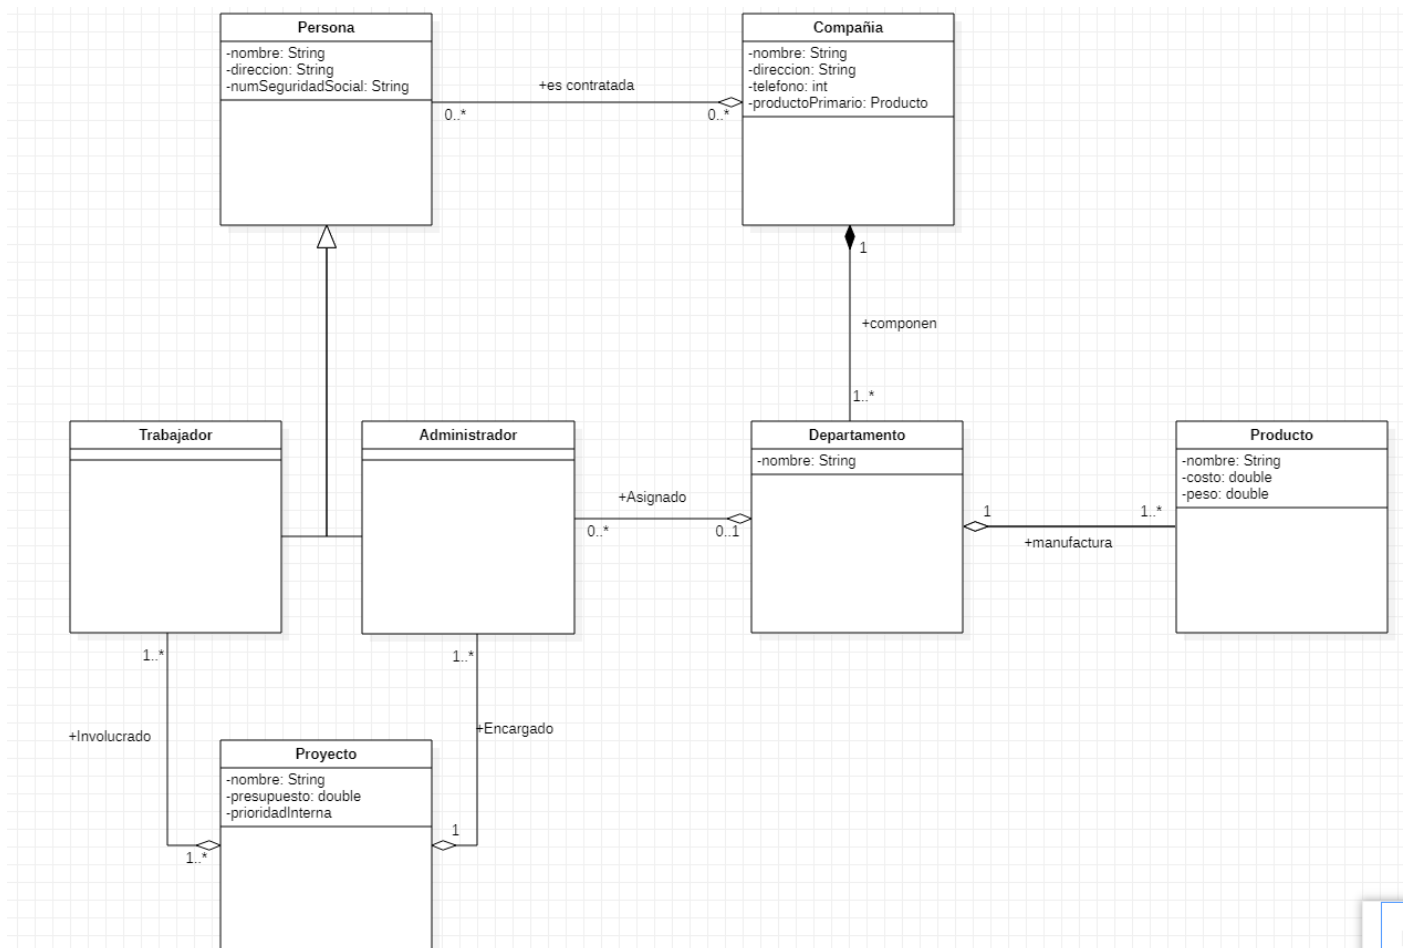 Persona
-nombre: String
-direccion: String
-numSeguridadSocial: String
+es contratada
0..*
0..*
Compañia
-nombre: String
-direccion: String
-telefono: int
-productoPrimario: Producto
1
+componen
1..*
Trabajador
Administrador
+Asignado
0..*
0..1
Departamento
-nombre: String
1
1..*
+manufactura
Producto
-nombre: String
-costo: double
-peso: double
1..*
1..*
+Involucrado
+Encargado
Proyecto
-nombre: String
-presupuesto: double
-prioridadInterna
1..*
1